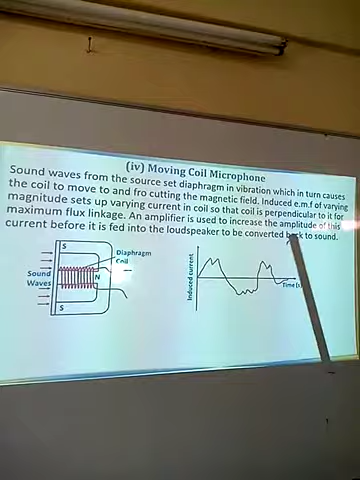 (iv) Moving Coil Microphone
Sound waves from the source set diaphragm in vibration which in turn causes
the coil to move to and fro cutting the magnetic field. Induced e.m.f of varying
magnitude sets up varying current in coil so that coil is perpendicular to it for
maximum flux linkage. An amplifier is used to increase the amplitude of this
current before it is fed into the loudspeaker to be converted back to sound.
S
Diaphragm
Coil
Sound
Waves
N
S
Induced current
Time